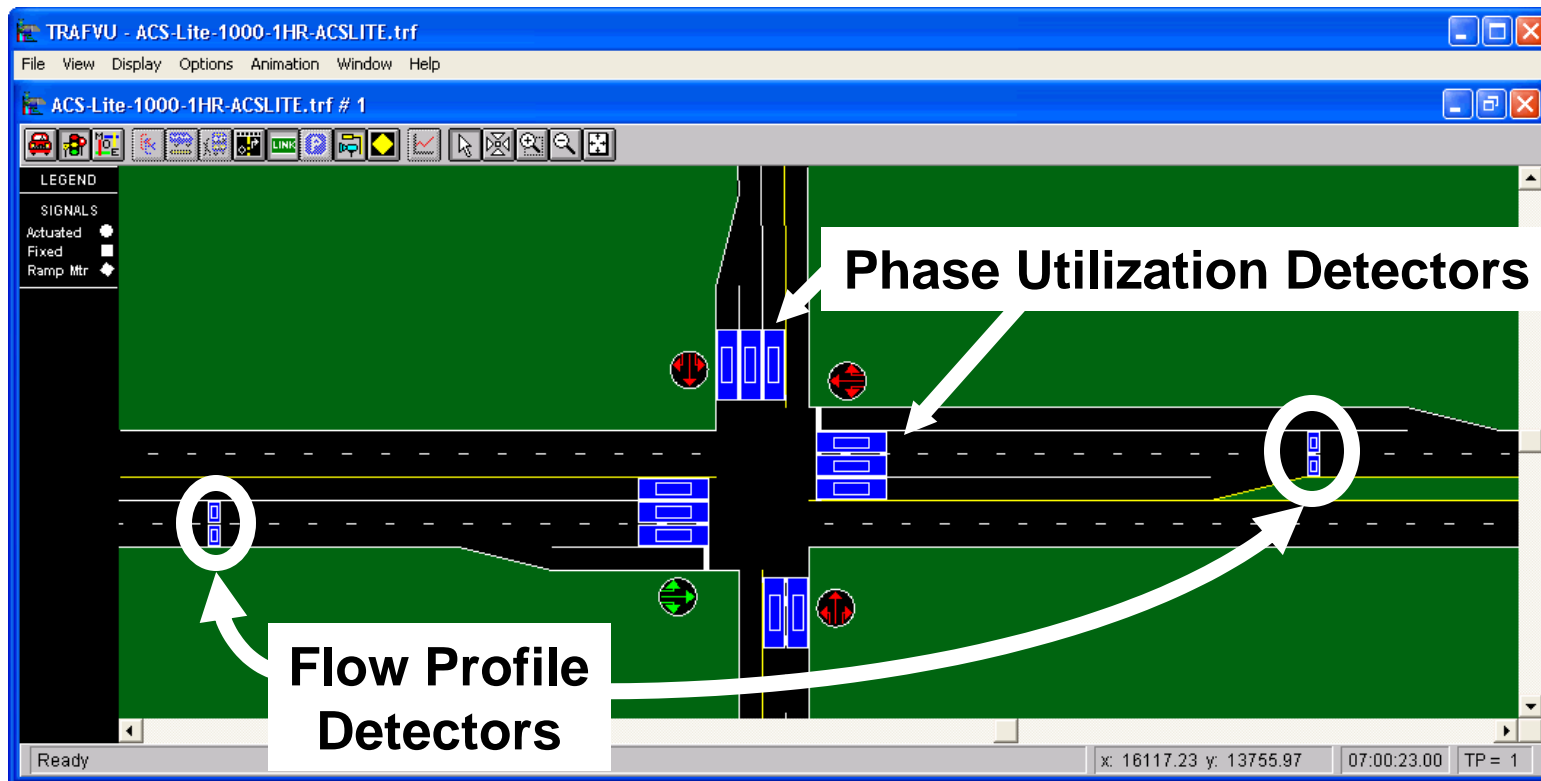 TRAFVU - ACS-Lite-1000-1HR-ACSLITE.trf
File View Display Options Animation Window Help
ACS-Lite-1000-1HR-ACSLITE.trf # 1
MOE
LINK
P
LEGEND
SIGNALS
Actuated
Fixed
Ramp Mtr
Phase Utilization Detectors
Flow Profile
Detectors
Ready
x: 16117.23 y: 13755.97
07:00:23.00
TP = 1